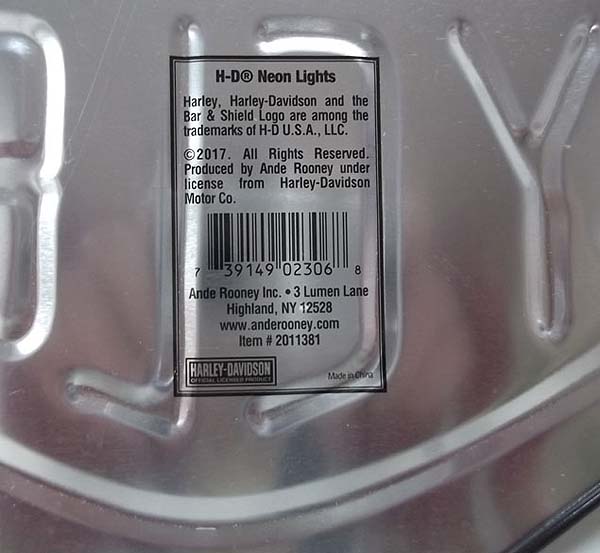 H-D® Neon Lights
Harley, Harley-Davidson and the
Bar & Shield Logo are among the
trademarks of H-D U.S.A., LLC.
©2017. All Rights Reserved.
Produced by Ande Rooney under
license from Harley-Davidson
Motor Co.
7 39149 02306 8
Ande Rooney Inc. • 3 Lumen Lane
Highland, NY 12528
www.anderooney.com
Item # 2011381
HARLEY-DAVIDSON
OFFICIAL LICENSED PRODUCT
Made in China